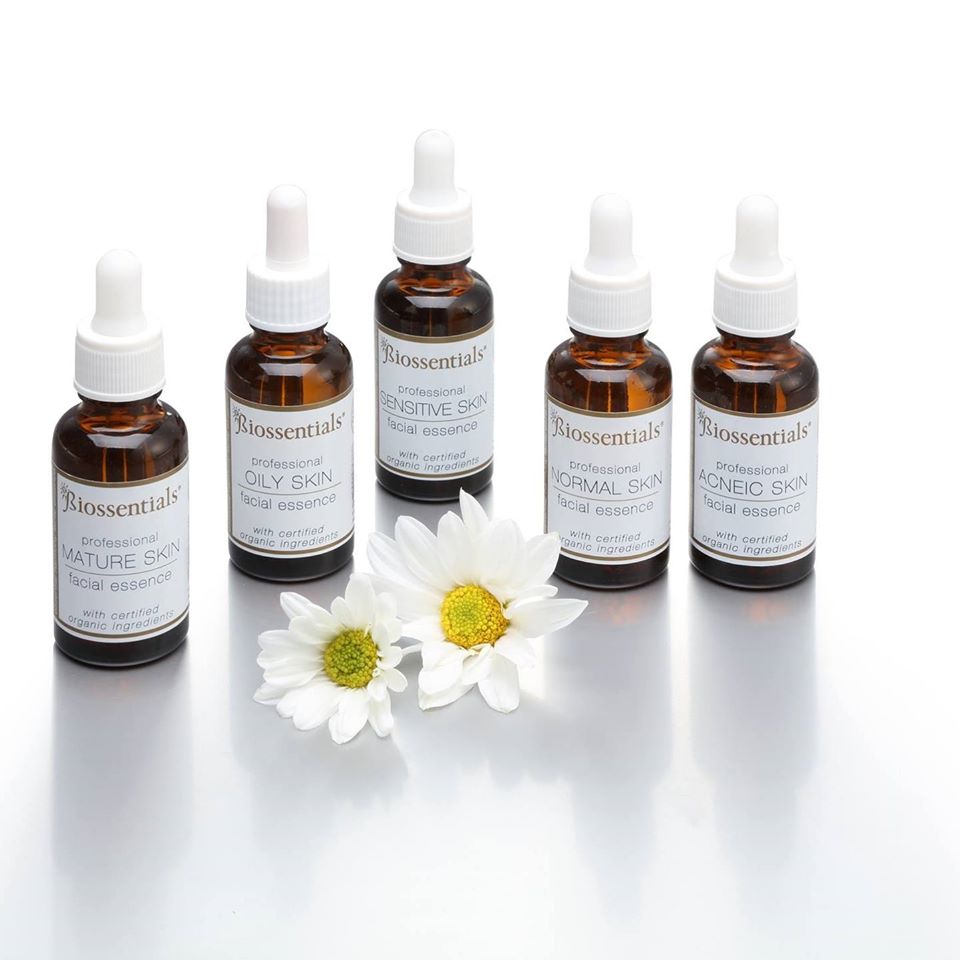 Biossentials®
professional
MATURE SKIN
facial essence
with certified
organic ingredients
Biossentials®
professional
OILY SKIN
facial essence
with certified
organic ingredients
Biossentials®
professional
SENSITIVE SKIN
facial essence
with certified
organic ingredients
Biossentials®
professional
NORMAL SKIN
facial essence
with certified
organic ingredients
Biossentials®
professional
ACNEIC SKIN
facial essence
with certified
organic ingredients